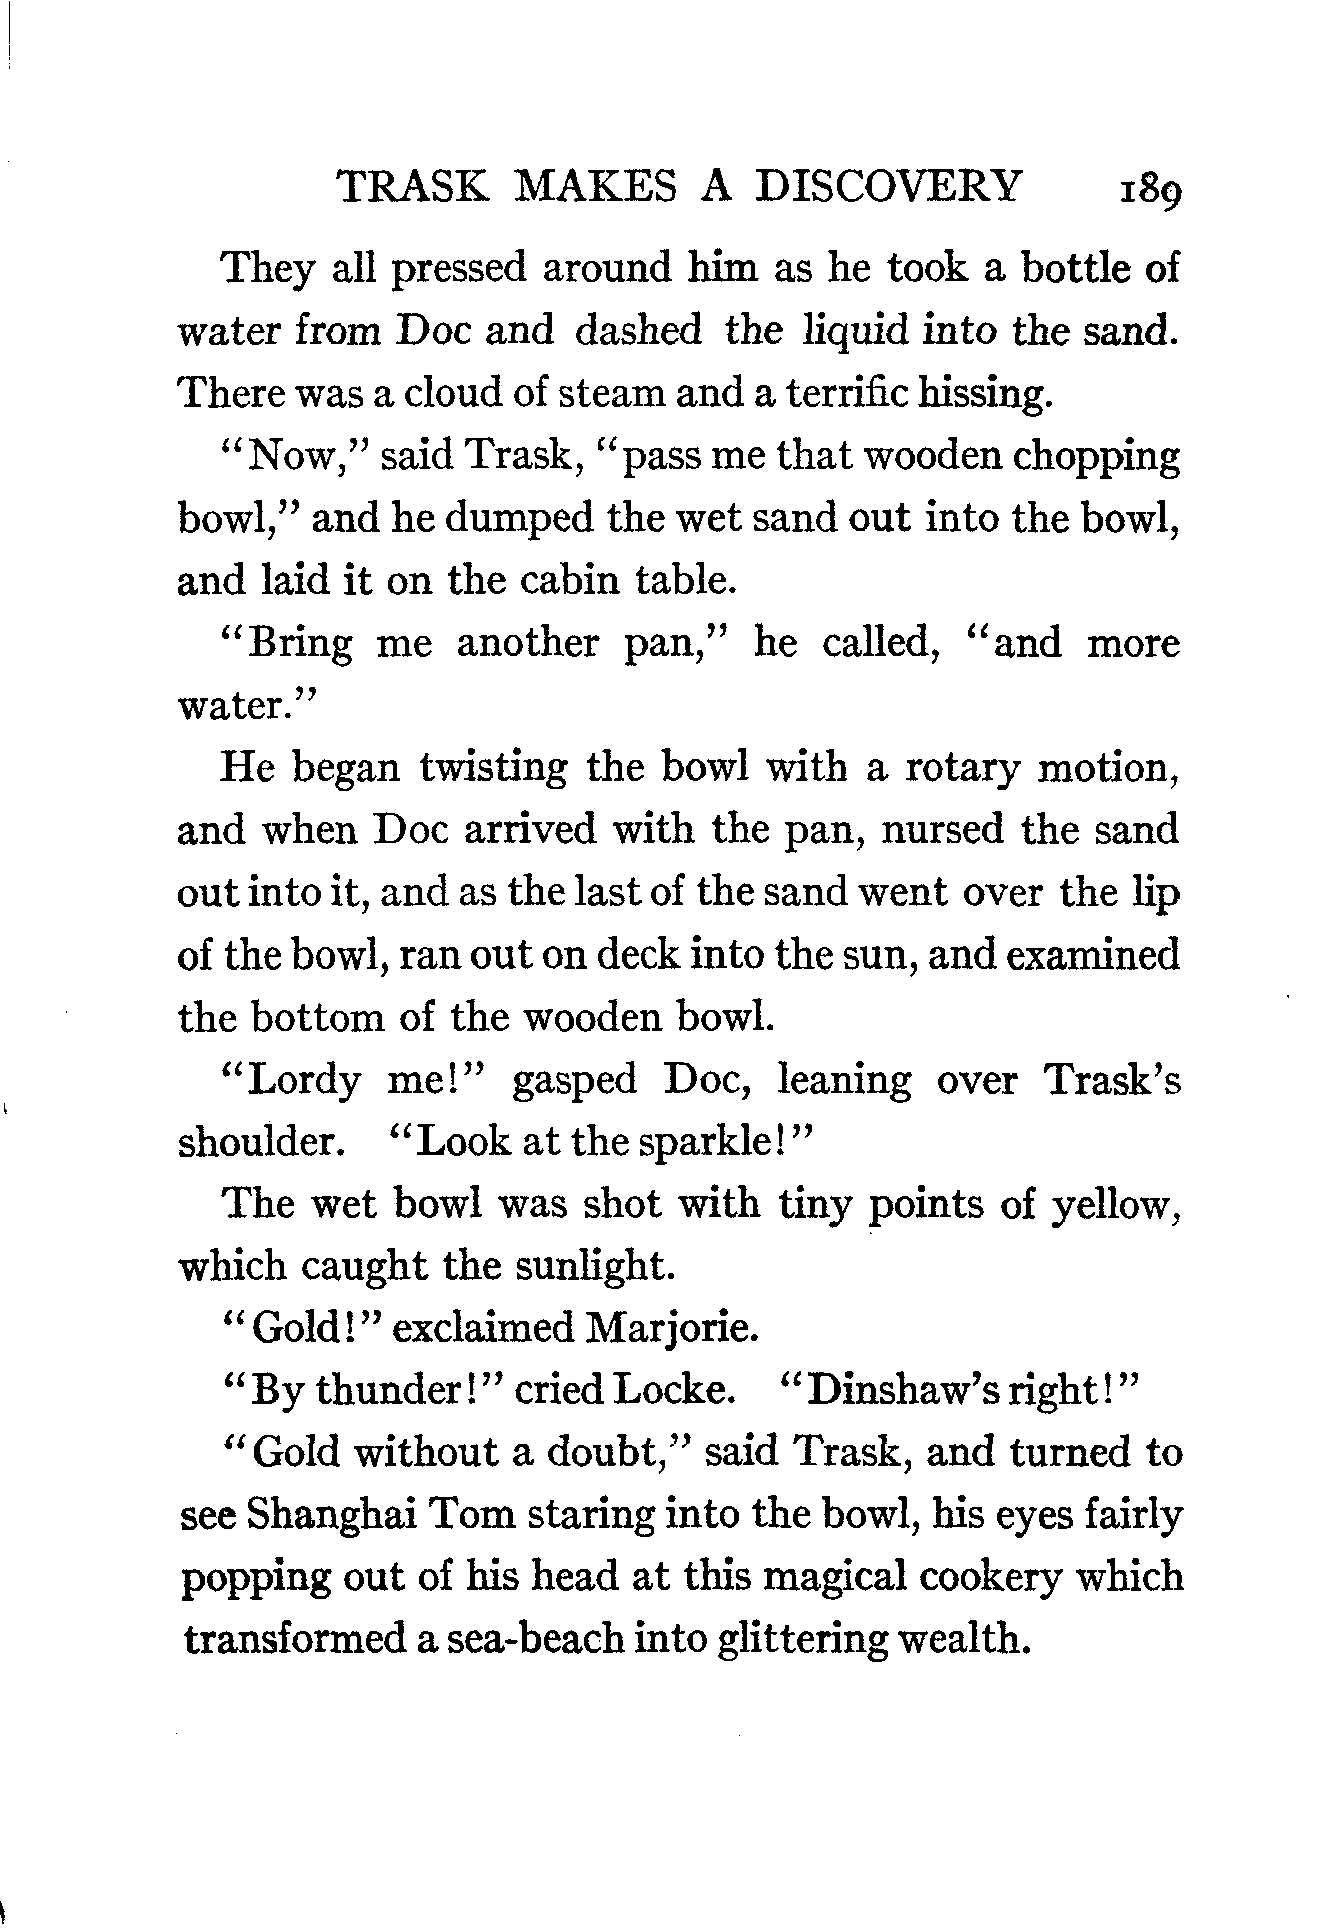 TRASK MAKES A DISCOVERY 189
They all pressed around him as he took a bottle of
water from Doc and dashed the liquid into the sand.
There was a cloud of steam and a terrific hissing.
"Now," said Trask, "pass me that wooden chopping
bowl," and he dumped the wet sand out into the bowl,
and laid it on the cabin table.
"Bring me another pan," he called, "and more
water."
He began twisting the bowl with a rotary motion,
and when Doc arrived with the pan, nursed the sand
out into it, and as the last of the sand went over the lip
of the bowl, ran out on deck into the sun, and examined
the bottom of the wooden bowl.
"Lordy me!" gasped Doc, leaning over Trask's
shoulder. "Look at the sparkle!"
The wet bowl was shot with tiny points of yellow,
which caught the sunlight.
"Gold!" exclaimed Marjorie.
"By thunder!" cried Locke. "Dinshaw's right!"
"Gold without a doubt," said Trask, and turned to
see Shanghai Tom staring into the bowl, his eyes fairly
popping out of his head at this magical cookery which
transformed a sea-beach into glittering wealth.